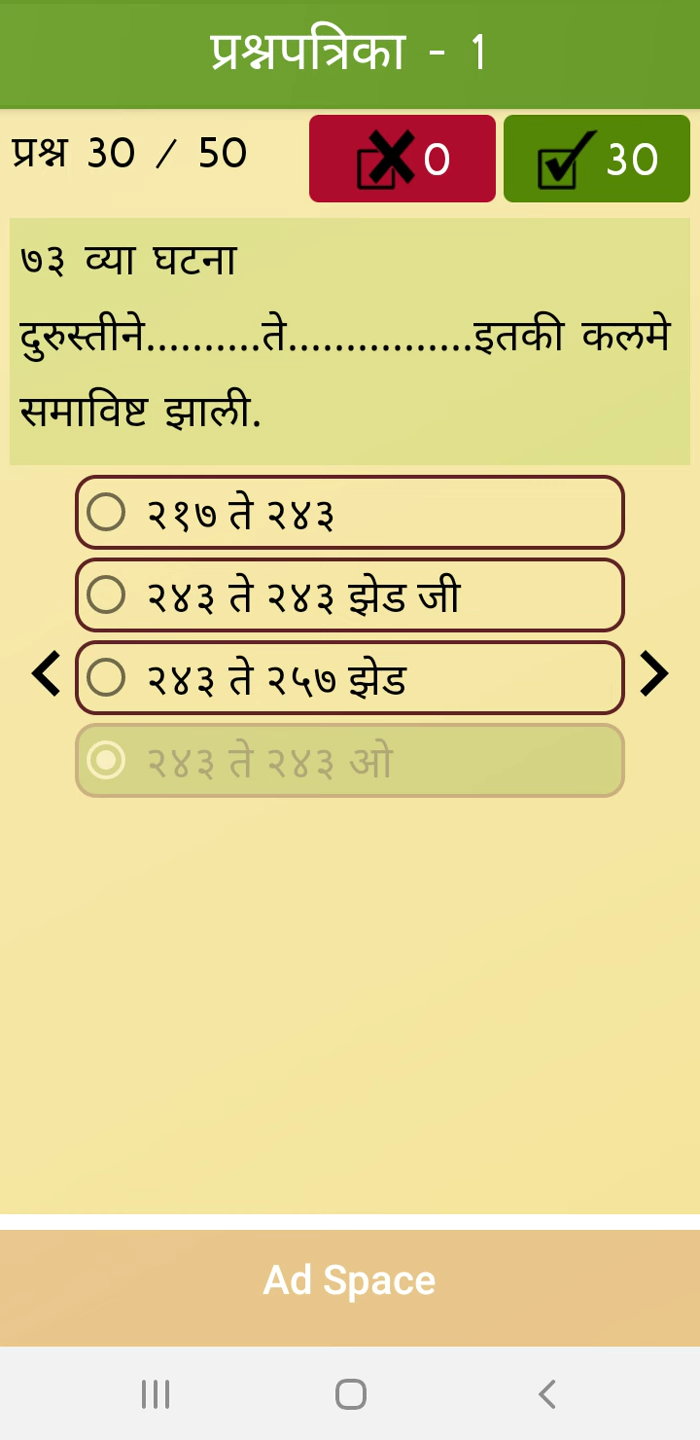 प्रश्नपत्रिका - 1
प्रश्न 30 / 50
0
30
७३ व्या घटना
दुरुस्तीने..........ते................इतकी कलमे
समाविष्ट झाली.
२१७ ते २४३
२४३ ते २४३ झेड जी
२४३ ते २५७ झेड
२४३ ते २४३ ओ
Ad Space